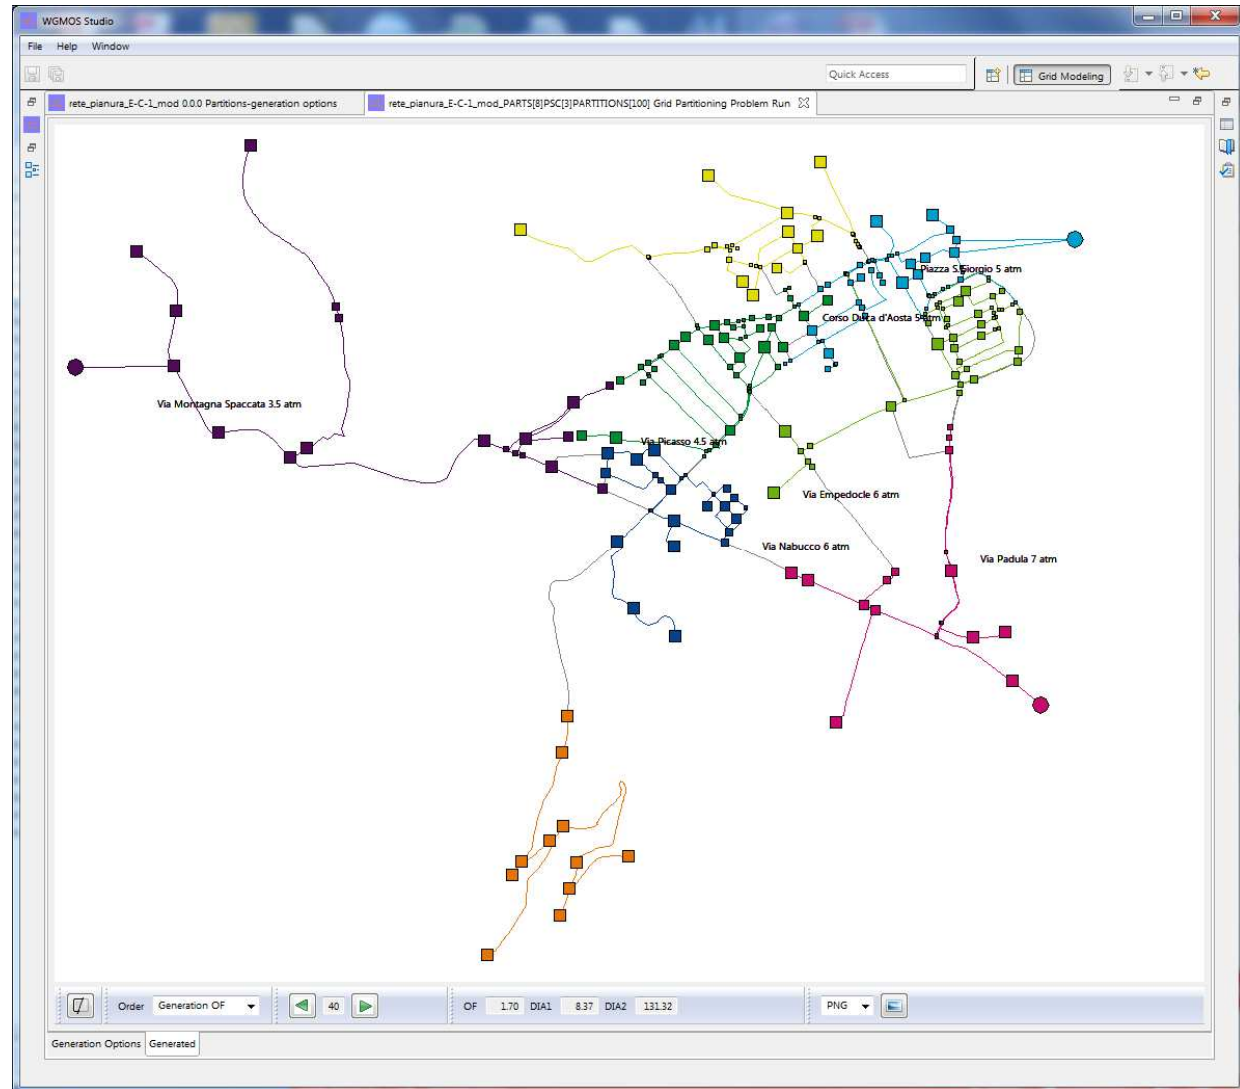 WGMOS Studio
File Help Window
Quick Access
Grid Modeling
rete_pianura_E-C-1_mod 0.0.0 Partitions-generation options
rete_pianura_E-C-1_mod_PARTS[8]PSC[3]PARTITIONS[100] Grid Partitioning Problem Run
Piazza S.Giorgio 5 atm
Corso Duca d'Aosta 5 atm
Via Montagna Spaccata 3.5 atm
Via Picasso 4.5 atm
Via Empedocle 6 atm
Via Nabucco 6 atm
Via Padula 7 atm
Order Generation OF 40 OF 1.70 DIA1 8.37 DIA2 131.32 PNG
Generation Options Generated